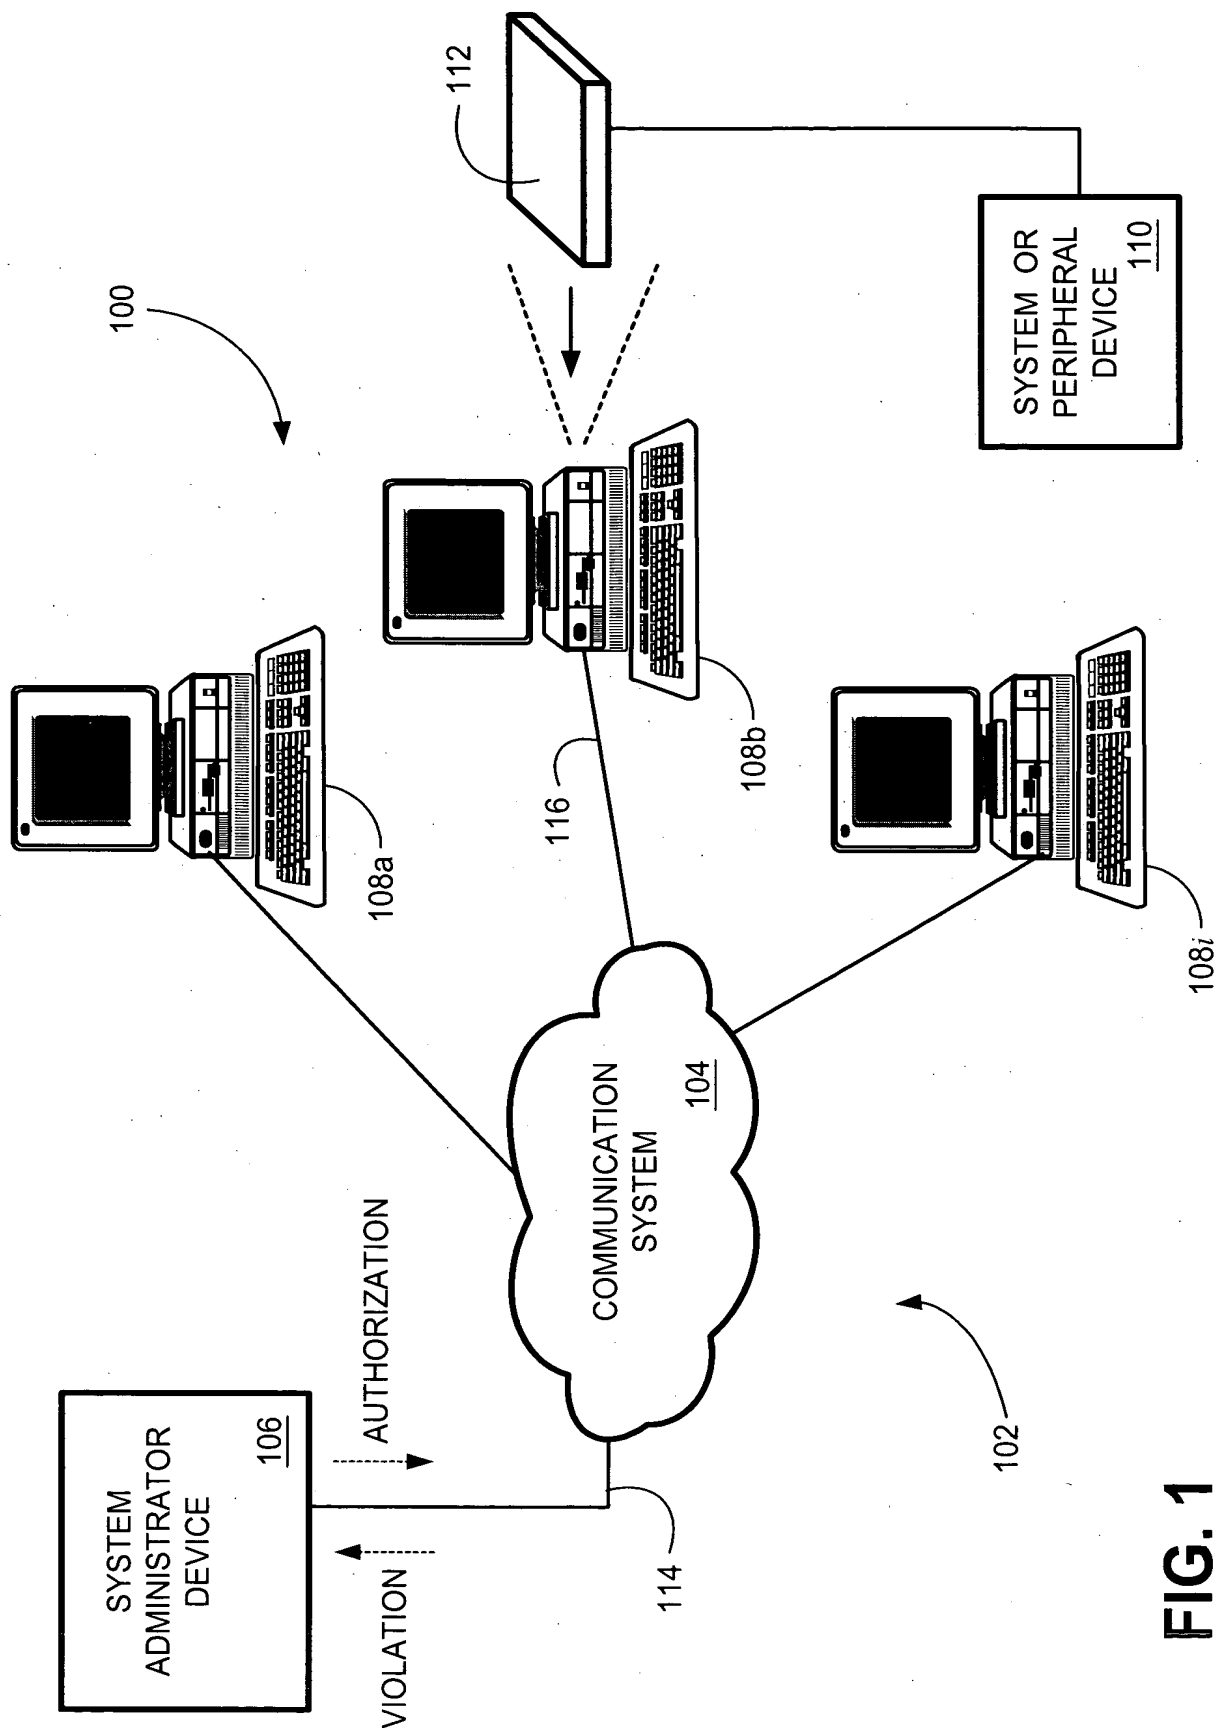 SYSTEM
ADMINISTRATOR
DEVICE
106
VIOLATION
AUTHORIZATION
114
COMMUNICATION
SYSTEM
104
102
100
108a
116
108b
108i
112
SYSTEM OR
PERIPHERAL
DEVICE
110
FIG. 1